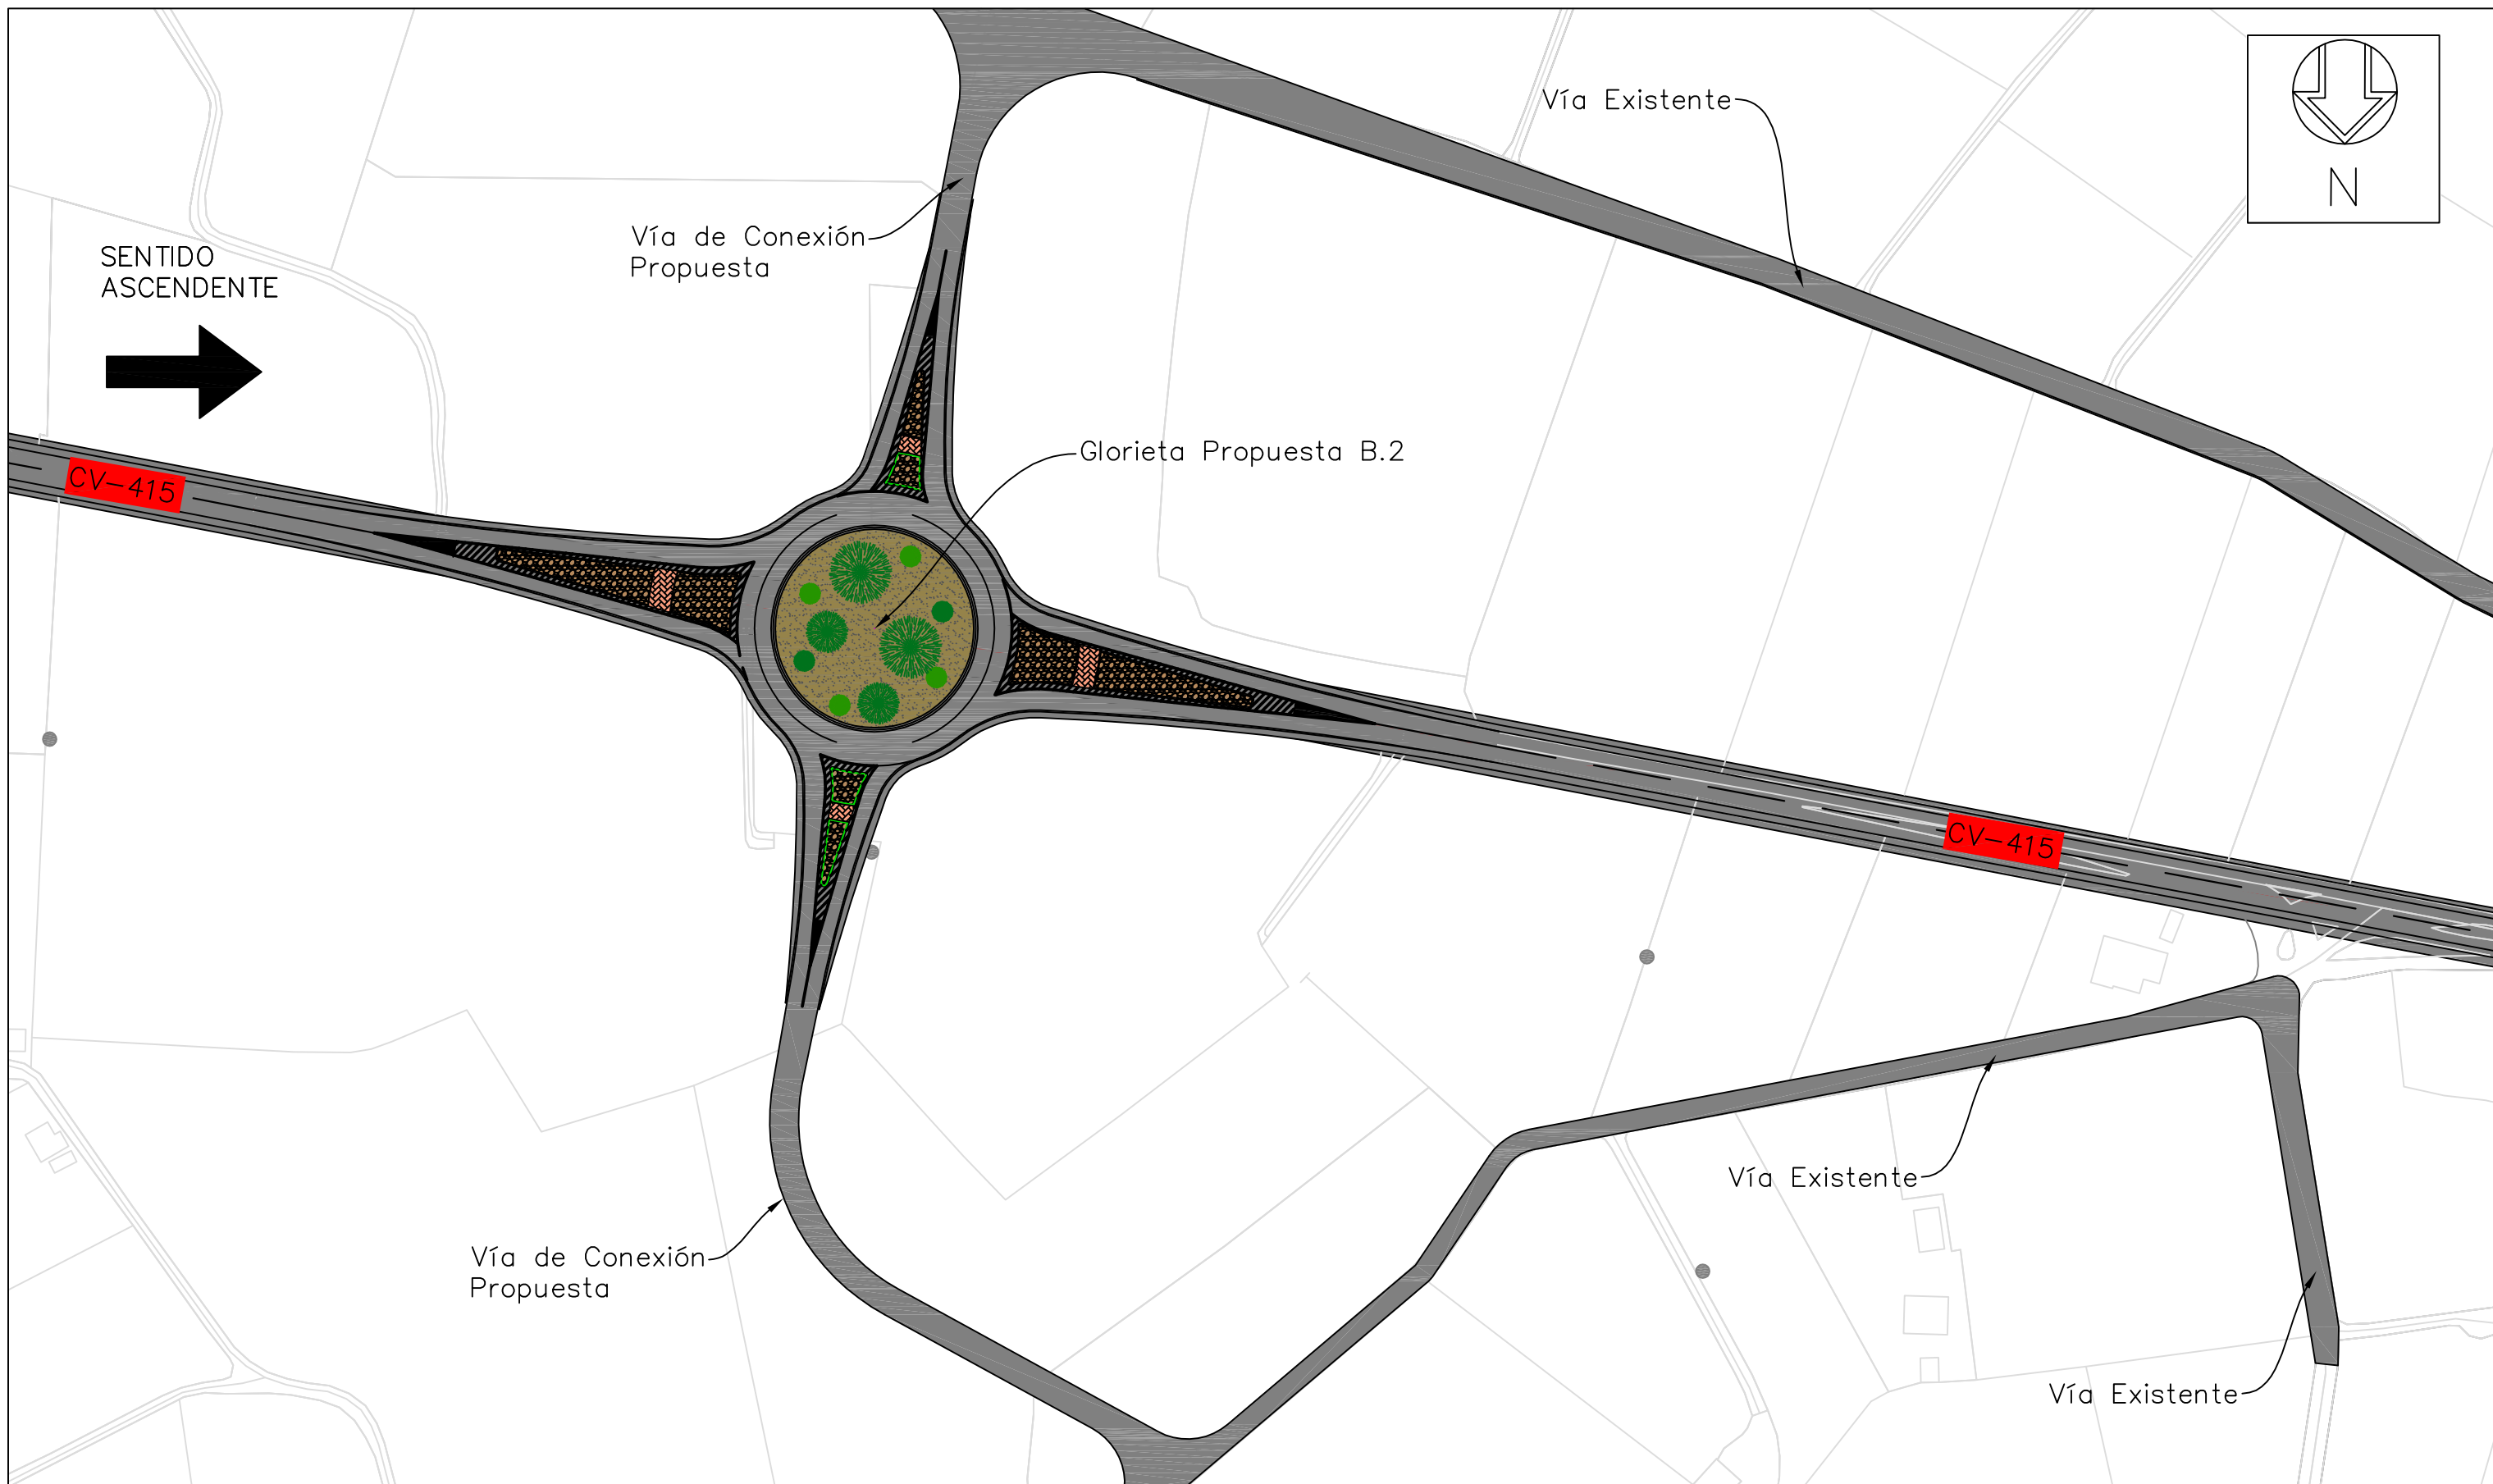 Vía Existente
N
Vía de Conexión
Propuesta
SENTIDO
ASCENDENTE
Glorieta Propuesta B.2
CV-415
CV-415
Vía Existente
Vía de Conexión
Propuesta
Vía Existente